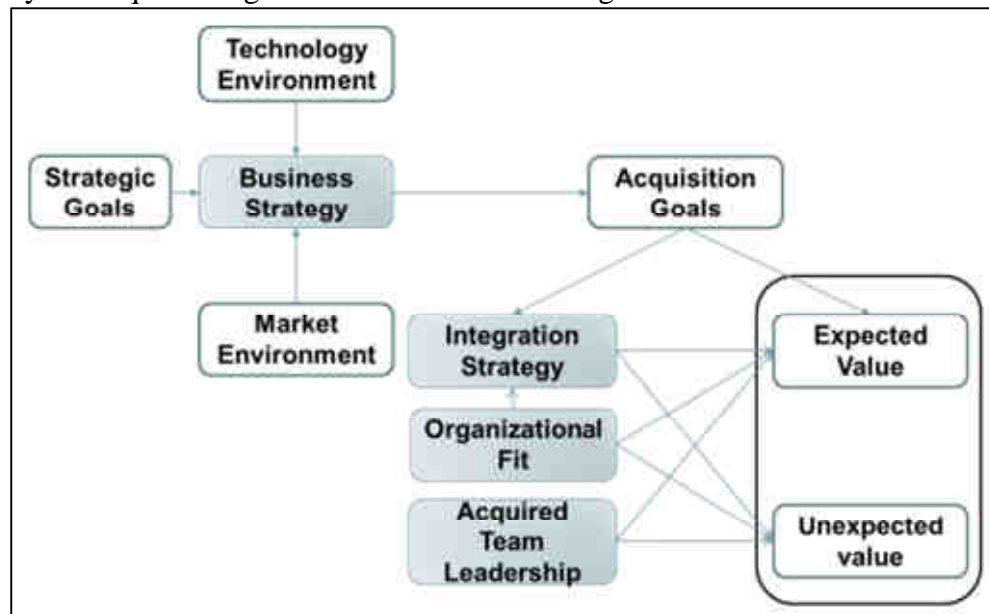 Technology
Environment
Strategic
Goals
Business
Strategy
Acquisition
Goals
Market
Environment
Integration
Strategy
Expected
Value
Organizational
Fit
Acquired
Team
Leadership
Unexpected
value